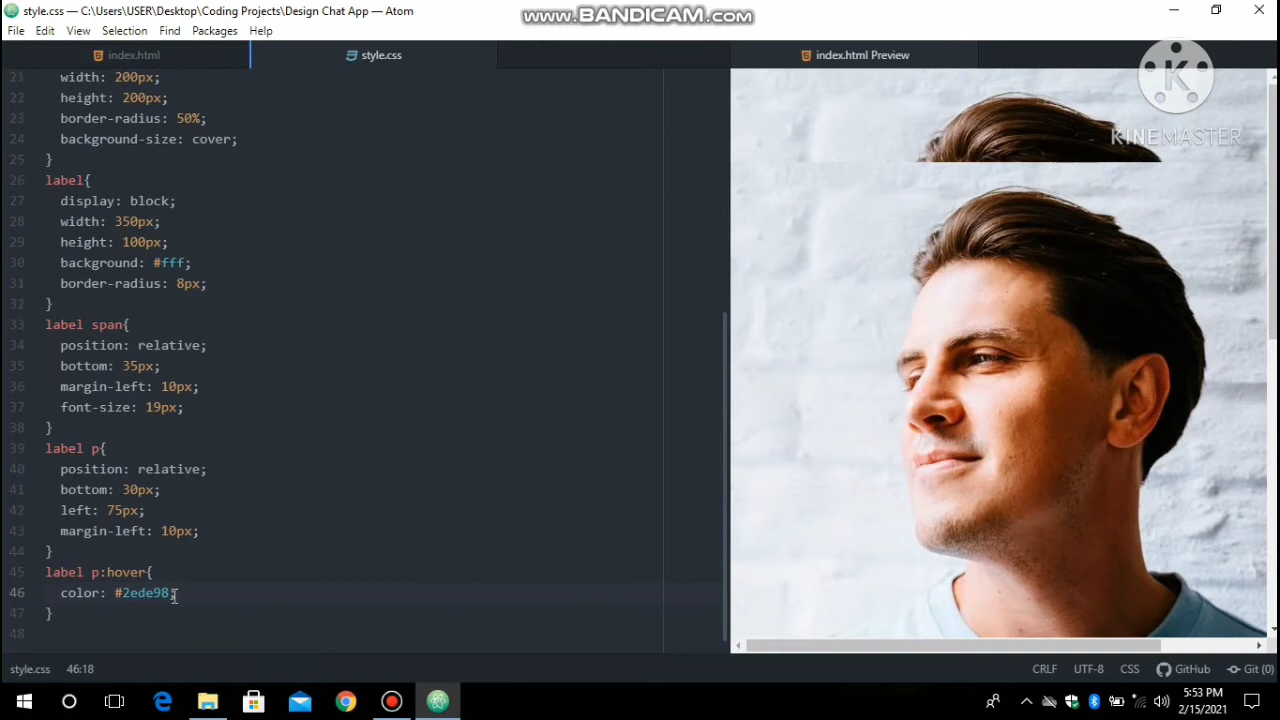 style.css — C:\Users\USER\Desktop\Coding Projects\Design Chat App — Atom
www.BANDICAM.com
File Edit View Selection Find Packages Help
index.html
style.css
index.html Preview
K
KINEMASTER
21 width: 200px;
22 height: 200px;
23 border-radius: 50%;
24 background-size: cover;
25 }
26 label{
27 display: block;
28 width: 350px;
29 height: 100px;
30 background: #fff;
31 border-radius: 8px;
32 }
33 label span{
34 position: relative;
35 bottom: 35px;
36 margin-left: 10px;
37 font-size: 19px;
38 }
39 label p{
40 position: relative;
41 bottom: 30px;
42 left: 75px;
43 margin-left: 10px;
44 }
45 label p:hover{
46 color: #2ede98;
47 }
48
style.css 46:18 CRLF UTF-8 CSS GitHub Git (0)
5:53 PM
2/15/2021